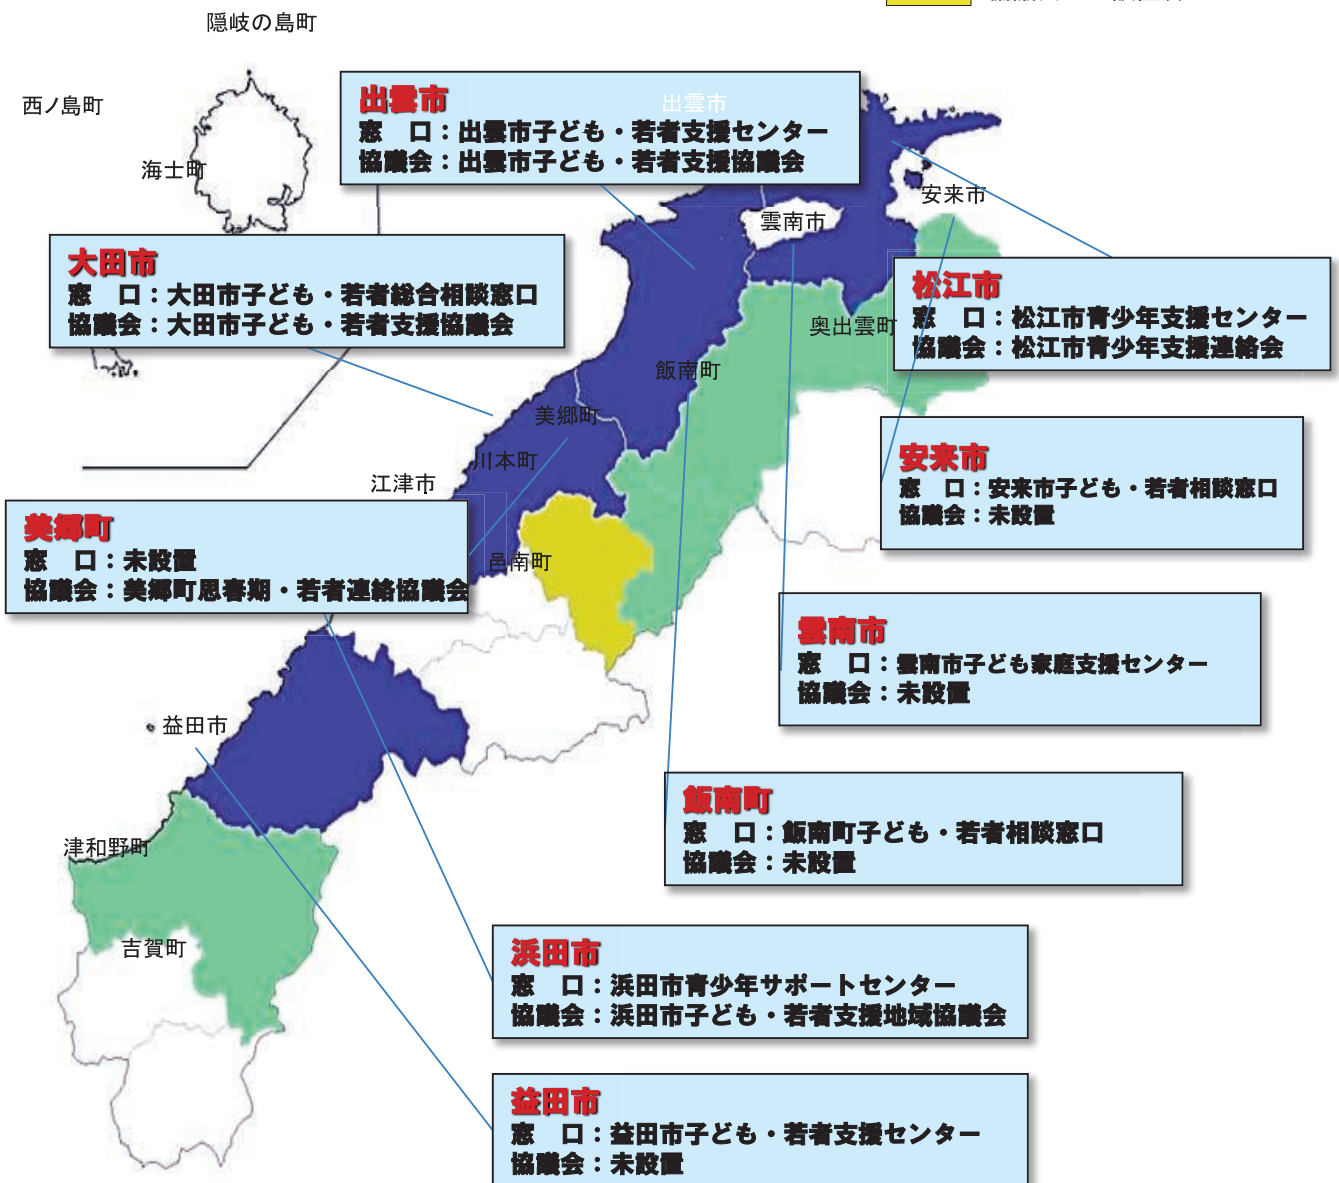 隠岐の島町
西ノ島町
海士町
出雲市
出雲市
窓　口：出雲市子ども・若者支援センター
協議会：出雲市子ども・若者支援協議会
安来市
雲南市
大田市
窓　口：大田市子ども・若者総合相談窓口
協議会：大田市子ども・若者支援協議会
松江市
窓　口：松江市青少年支援センター
協議会：松江市青少年支援連絡会
奥出雲町
飯南町
美郷町
川本町
江津市
安来市
窓　口：安来市子ども・若者相談窓口
協議会：未設置
美郷町
窓　口：未設置
協議会：美郷町思春期・若者連絡協議会
邑南町
雲南市
窓　口：雲南市子ども家庭支援センター
協議会：未設置
益田市
飯南町
窓　口：飯南町子ども・若者相談窓口
協議会：未設置
津和野町
吉賀町
浜田市
窓　口：浜田市青少年サポートセンター
協議会：浜田市子ども・若者支援地域協議会
益田市
窓　口：益田市子ども・若者支援センター
協議会：未設置